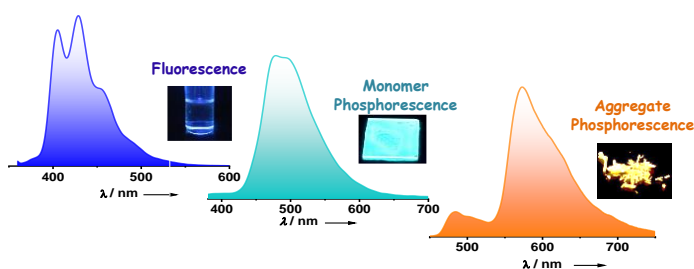 Fluorescence
400 500 600
λ / nm
Monomer
Phosphorescence
400 500 600 700
λ / nm
Aggregate
Phosphorescence
500 600 700
λ / nm